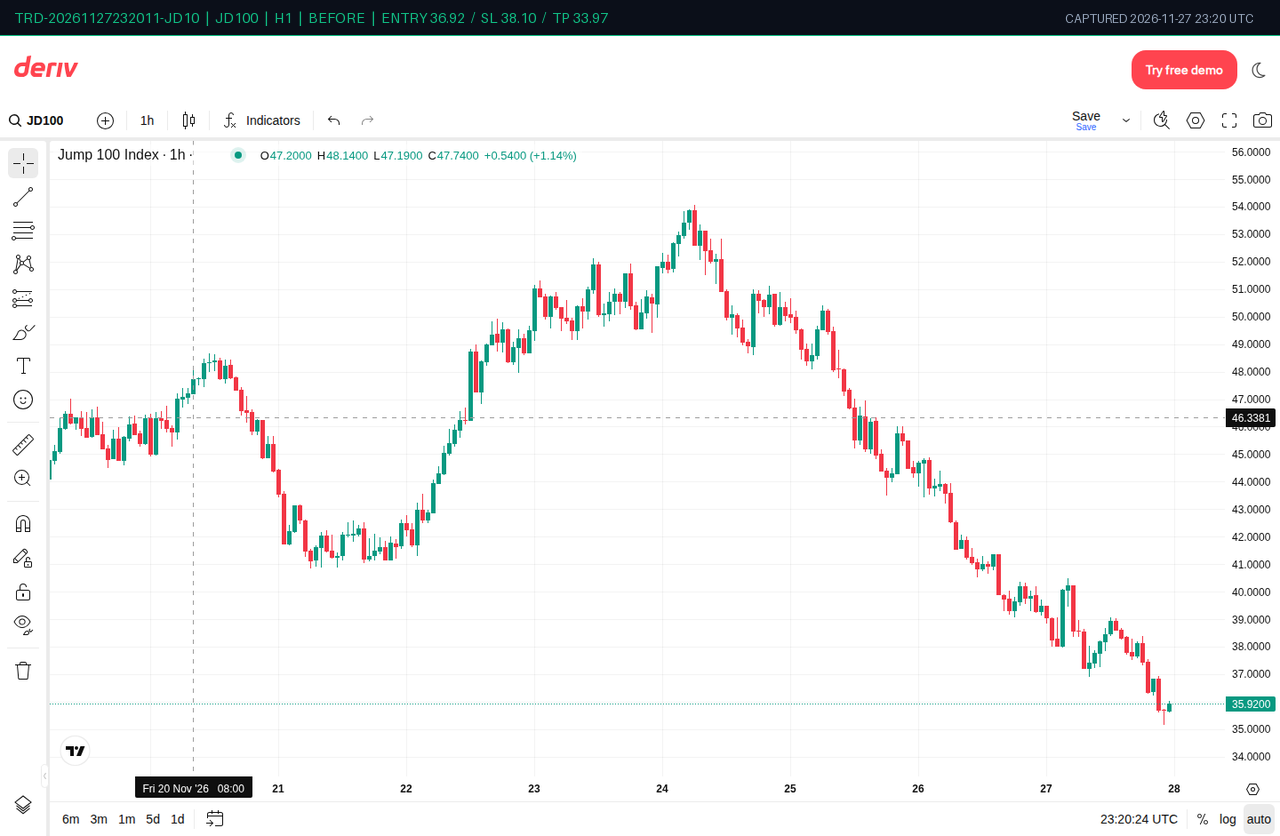 TRD-20261127232011-JD10 | JD100 | H1 | BEFORE | ENTRY 36.92 / SL 38.10 / TP 33.97
CAPTURED 2026-11-27 23:20 UTC
deriv
Try free demo
JD100
1h
Indicators
Save
Save
Jump 100 Index · 1h ·
O47.2000 H48.1400 L47.1900 C47.7400 +0.5400 (+1.14%)
56.0000
55.0000
54.0000
53.0000
52.0000
51.0000
50.0000
49.0000
48.0000
47.0000
46.3381
46.0000
45.0000
44.0000
43.0000
42.0000
41.0000
40.0000
39.0000
38.0000
37.0000
35.9200
35.0000
34.0000
Fri 20 Nov '26 08:00
21
22
23
24
25
26
27
28
6m 3m 1m 5d 1d
23:20:24 UTC
% log auto